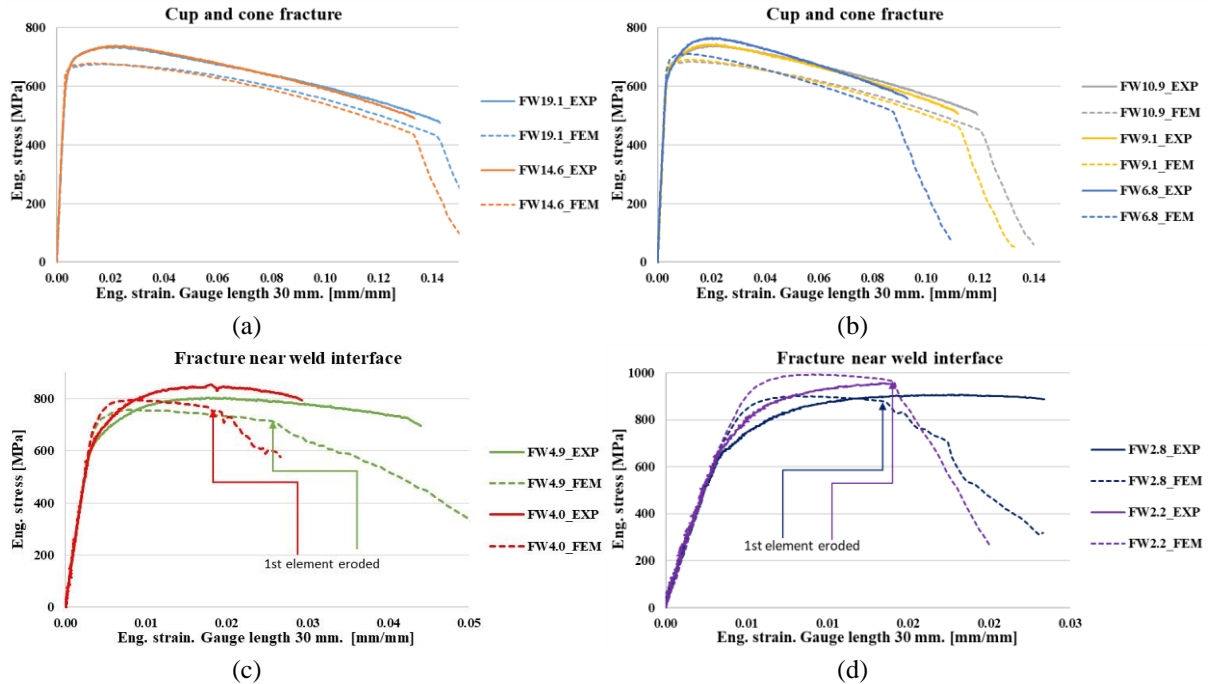 Cup and cone fracture
800
600
400
200
0
Eng. stress [MPa]
0.00 0.02 0.04 0.06 0.08 0.10 0.12 0.14
Eng. strain. Gauge length 30 mm. [mm/mm]
FW19.1_EXP
FW19.1_FEM
FW14.6_EXP
FW14.6_FEM
(a)
Cup and cone fracture
800
600
400
200
0
Eng. stress [MPa]
0.00 0.02 0.04 0.06 0.08 0.10 0.12 0.14
Eng. strain. Gauge length 30 mm. [mm/mm]
FW10.9_EXP
FW10.9_FEM
FW9.1_EXP
FW9.1_FEM
FW6.8_EXP
FW6.8_FEM
(b)
Fracture near weld interface
800
600
400
200
0
Eng. stress [MPa]
1st element eroded
0.00 0.01 0.02 0.03 0.04 0.05
Eng. strain. Gauge length 30 mm. [mm/mm]
FW4.9_EXP
FW4.9_FEM
FW4.0_EXP
FW4.0_FEM
(c)
Fracture near weld interface
1000
800
600
400
200
0
Eng. stress [MPa]
1st element eroded
0.00 0.01 0.01 0.02 0.02 0.03
Eng. strain. Gauge length 30 mm. [mm/mm]
FW2.8_EXP
FW2.8_FEM
FW2.2_EXP
FW2.2_FEM
(d)